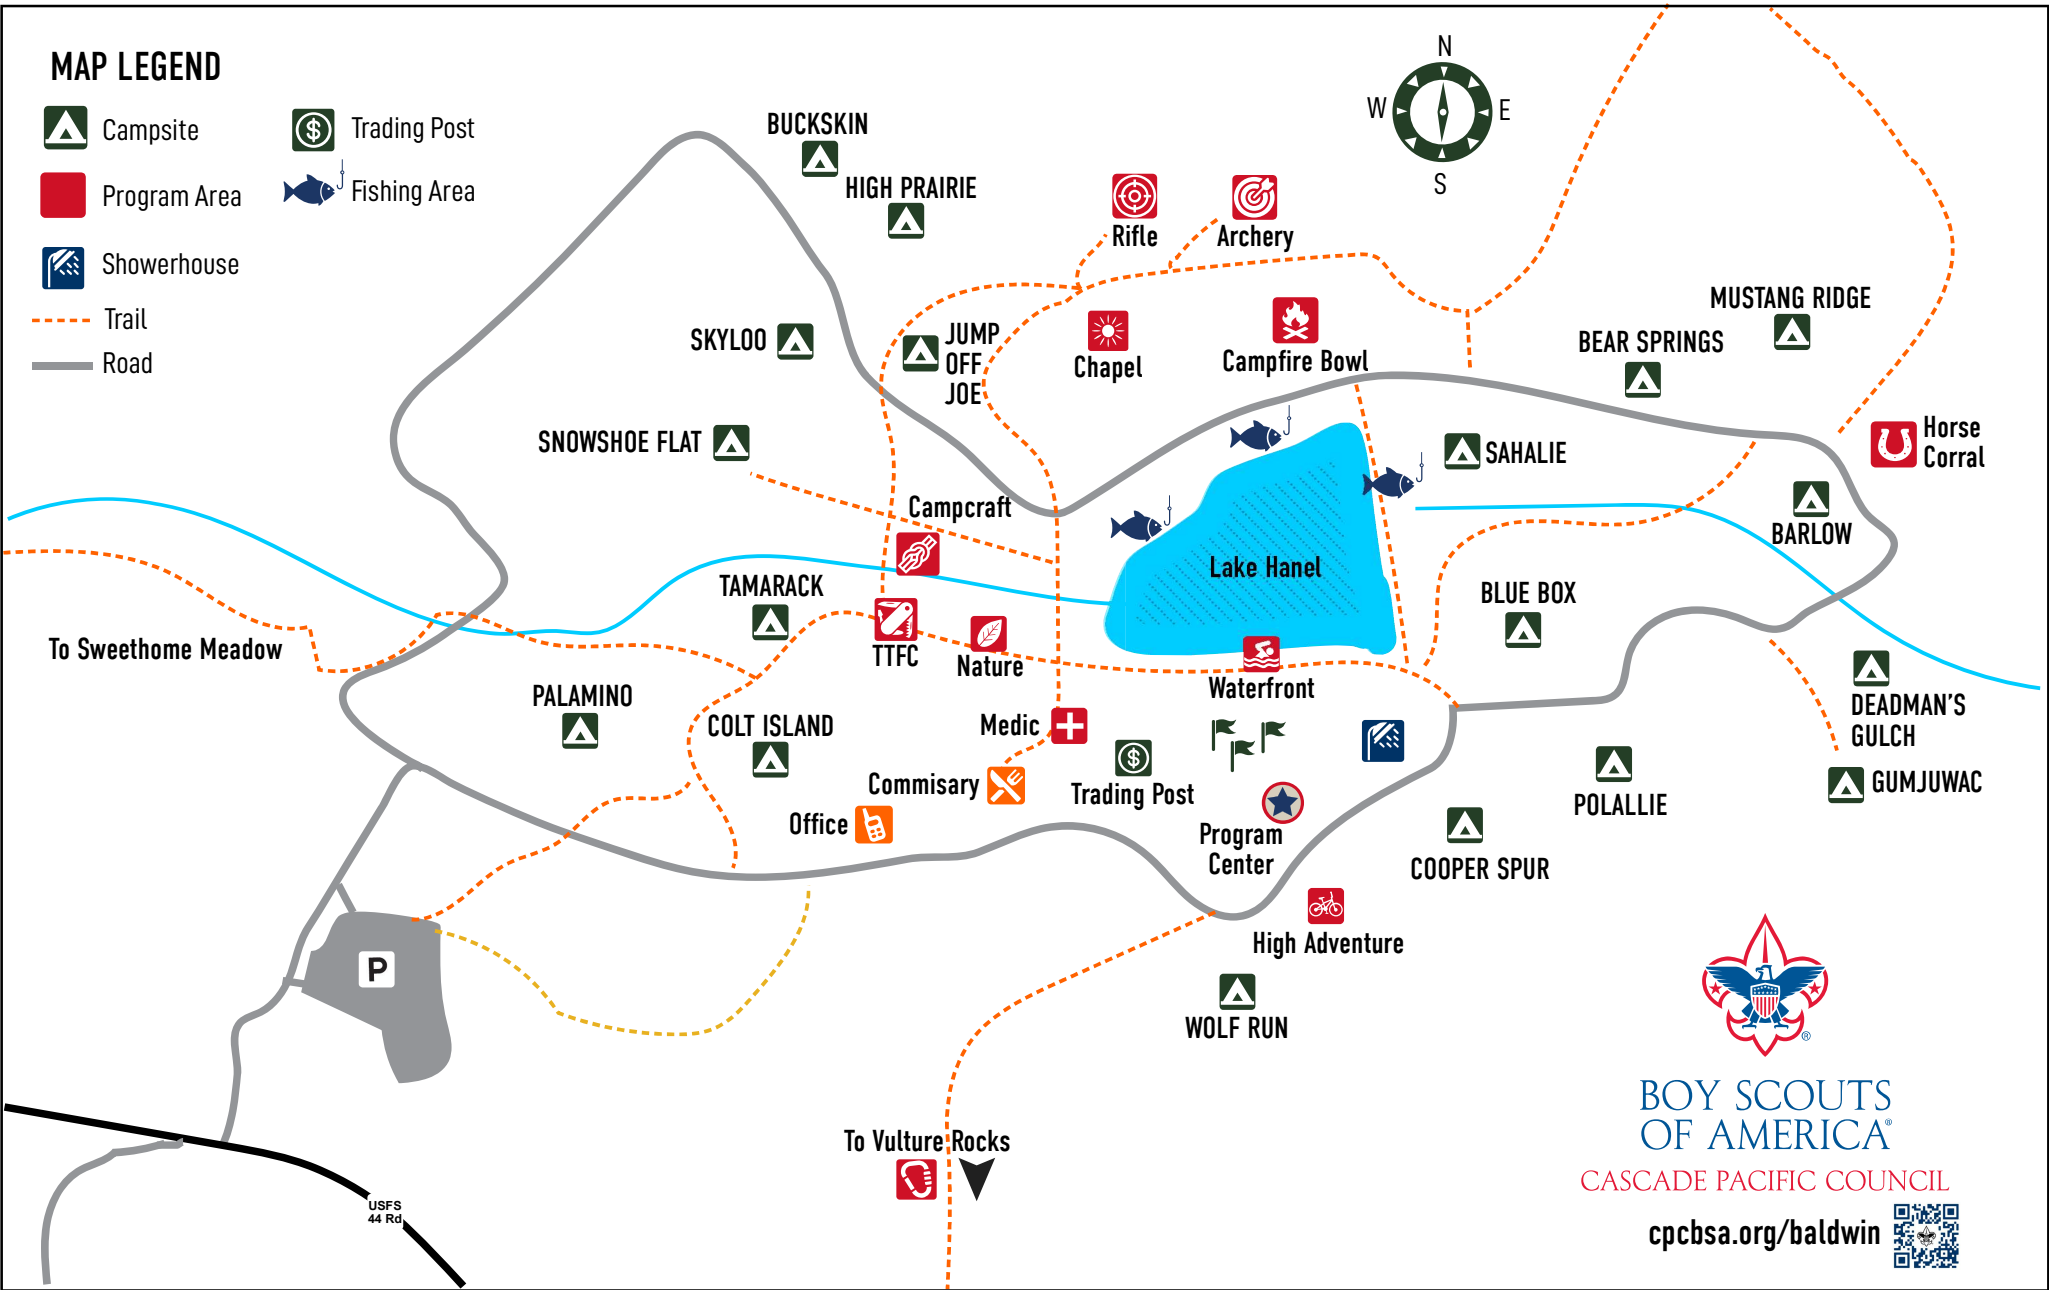 MAP LEGEND
Campsite
Trading Post
Program Area
Fishing Area
Showerhouse
Trail
Road
N
W
E
S
BUCKSKIN
HIGH PRAIRIE
Rifle
Archery
MUSTANG RIDGE
SKYLOO
JUMP
OFF
JOE
Chapel
Campfire Bowl
BEAR SPRINGS
SNOWSHOE FLAT
SAHALIE
Horse
Corral
Campcraft
BARLOW
Lake Hanel
TAMARACK
BLUE BOX
To Sweethome Meadow
TTFC
Nature
Waterfront
PALAMINO
COLT ISLAND
Medic
DEADMAN'S
GULCH
Commisary
Trading Post
POLALLIE
GUMJUWAC
Office
Program
Center
COOPER SPUR
High Adventure
P
WOLF RUN
To Vulture Rocks
USFS
44 Rd
®
BOY SCOUTS
OF AMERICA®
CASCADE PACIFIC COUNCIL
cpcbsa.org/baldwin